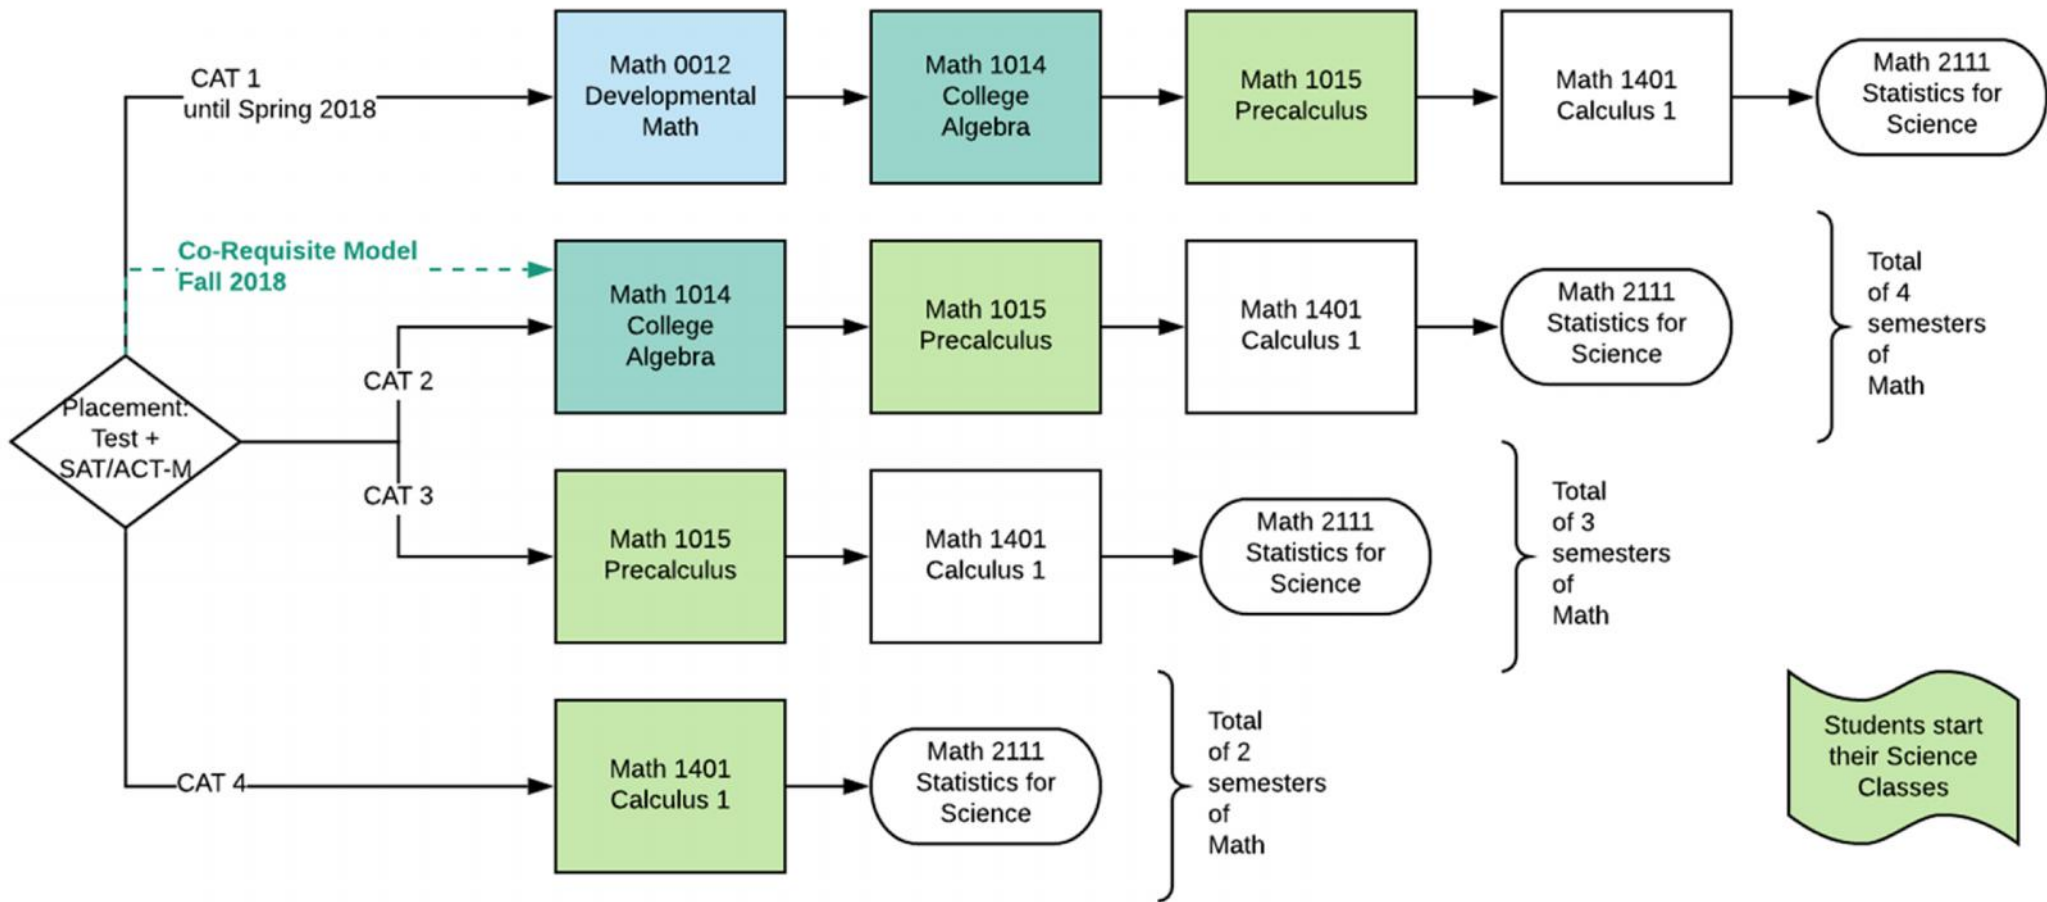 CAT 1
until Spring 2018
Math 0012
Developmental
Math
Math 1014
College
Algebra
Math 1015
Precalculus
Math 1401
Calculus 1
Math 2111
Statistics for
Science
Co-Requisite Model
Fall 2018
Math 1014
College
Algebra
Math 1015
Precalculus
Math 1401
Calculus 1
Math 2111
Statistics for
Science
Total
of 4
semesters
of
Math
CAT 2
Placement:
Test +
SAT/ACT-M
CAT 3
Math 1015
Precalculus
Math 1401
Calculus 1
Math 2111
Statistics for
Science
Total
of 3
semesters
of
Math
CAT 4
Math 1401
Calculus 1
Math 2111
Statistics for
Science
Total
of 2
semesters
of
Math
Students start
their Science
Classes